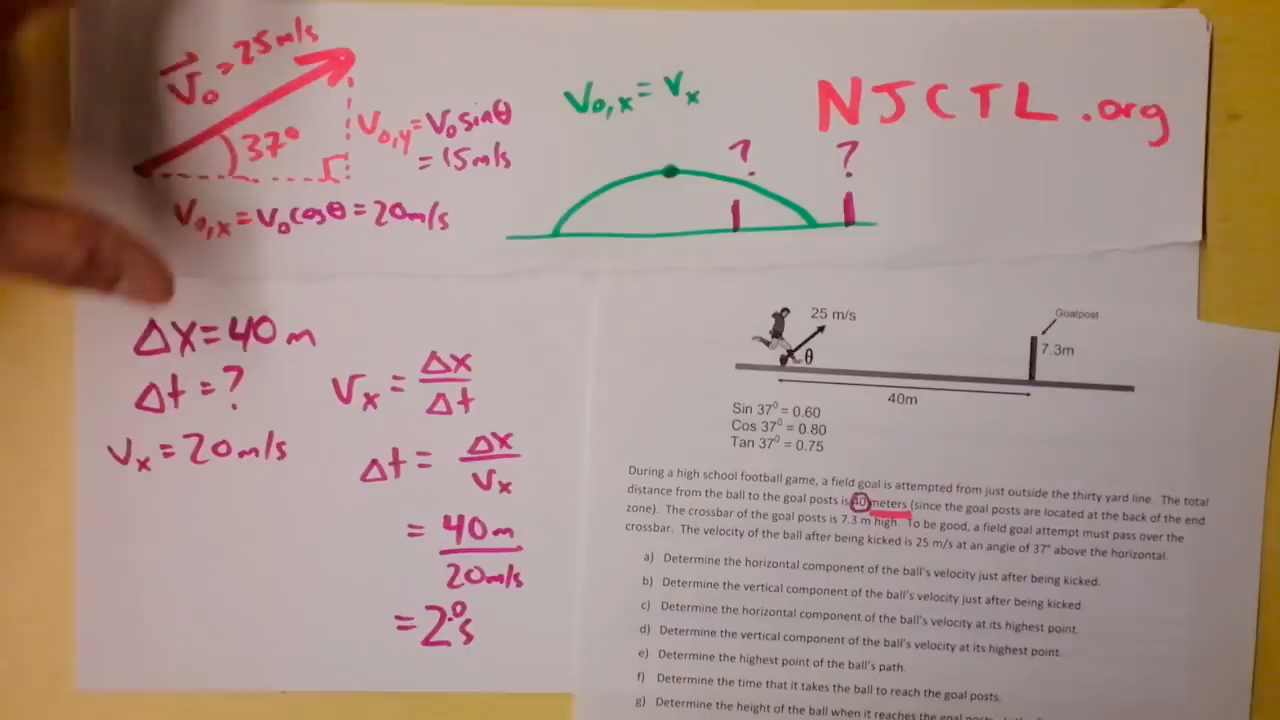 V⃗₀ = 25m/s
37°
V₀,y = V₀ sinθ
= 15m/s
V₀,x = V₀ cosθ = 20m/s
V₀,x = Vx
? ?
NJCTL.org
Δx = 40m
Δt = ?
Vx = 20m/s
Vx = Δx/Δt
Δt = Δx/Vx
= 40m/20m/s
= 2.0s
25 m/s
θ
Goalpost
7.3m
40m
Sin 37⁰ = 0.60
Cos 37⁰ = 0.80
Tan 37⁰ = 0.75
During a high school football game, a field goal is attempted from just outside the thirty yard line. The total
distance from the ball to the goal posts is 40 meters (since the goal posts are located at the back of the end
zone). The crossbar of the goal posts is 7.3 m high. To be good, a field goal attempt must pass over the
crossbar. The velocity of the ball after being kicked is 25 m/s at an angle of 37° above the horizontal.
a) Determine the horizontal component of the ball's velocity just after being kicked.
b) Determine the vertical component of the ball's velocity just after being kicked.
c) Determine the horizontal component of the ball's velocity at its highest point.
d) Determine the vertical component of the ball's velocity at its highest point.
e) Determine the highest point of the ball's path.
f) Determine the time that it takes the ball to reach the goal posts.
g) Determine the height of the ball when it reaches the goal posts.